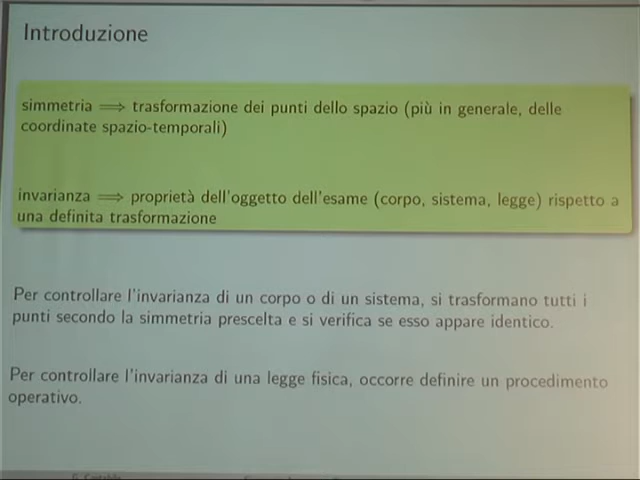 Introduzione
simmetria ⟹ trasformazione dei punti dello spazio (più in generale, delle
coordinate spazio-temporali)
invarianza ⟹ proprietà dell'oggetto dell'esame (corpo, sistema, legge) rispetto a
una definita trasformazione
Per controllare l'invarianza di un corpo o di un sistema, si trasformano tutti i
punti secondo la simmetria prescelta e si verifica se esso appare identico.
Per controllare l'invarianza di una legge fisica, occorre definire un procedimento
operativo.